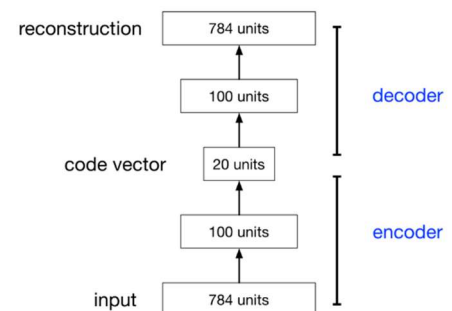 reconstruction 784 units
100 units decoder
code vector 20 units
100 units encoder
input 784 units